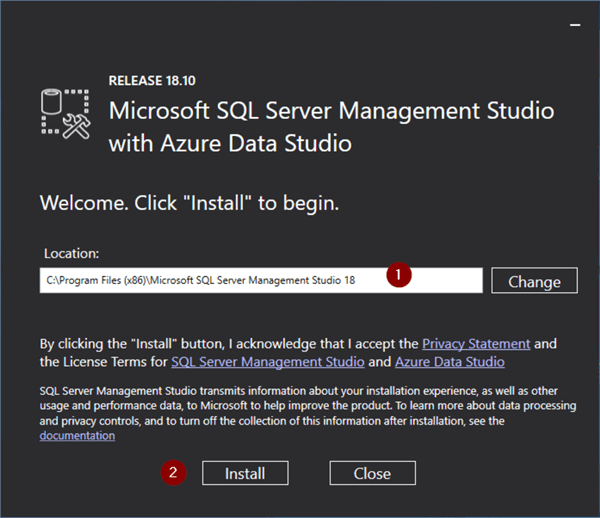 RELEASE 18.10
Microsoft SQL Server Management Studio
with Azure Data Studio
Welcome. Click "Install" to begin.
Location:
C:\Program Files (x86)\Microsoft SQL Server Management Studio 18
1
Change
By clicking the "Install" button, I acknowledge that I accept the Privacy Statement and
the License Terms for SQL Server Management Studio and Azure Data Studio
SQL Server Management Studio transmits information about your installation experience, as well as other
usage and performance data, to Microsoft to help improve the product. To learn more about data processing
and privacy controls, and to turn off the collection of this information after installation, see the
documentation
2
Install
Close